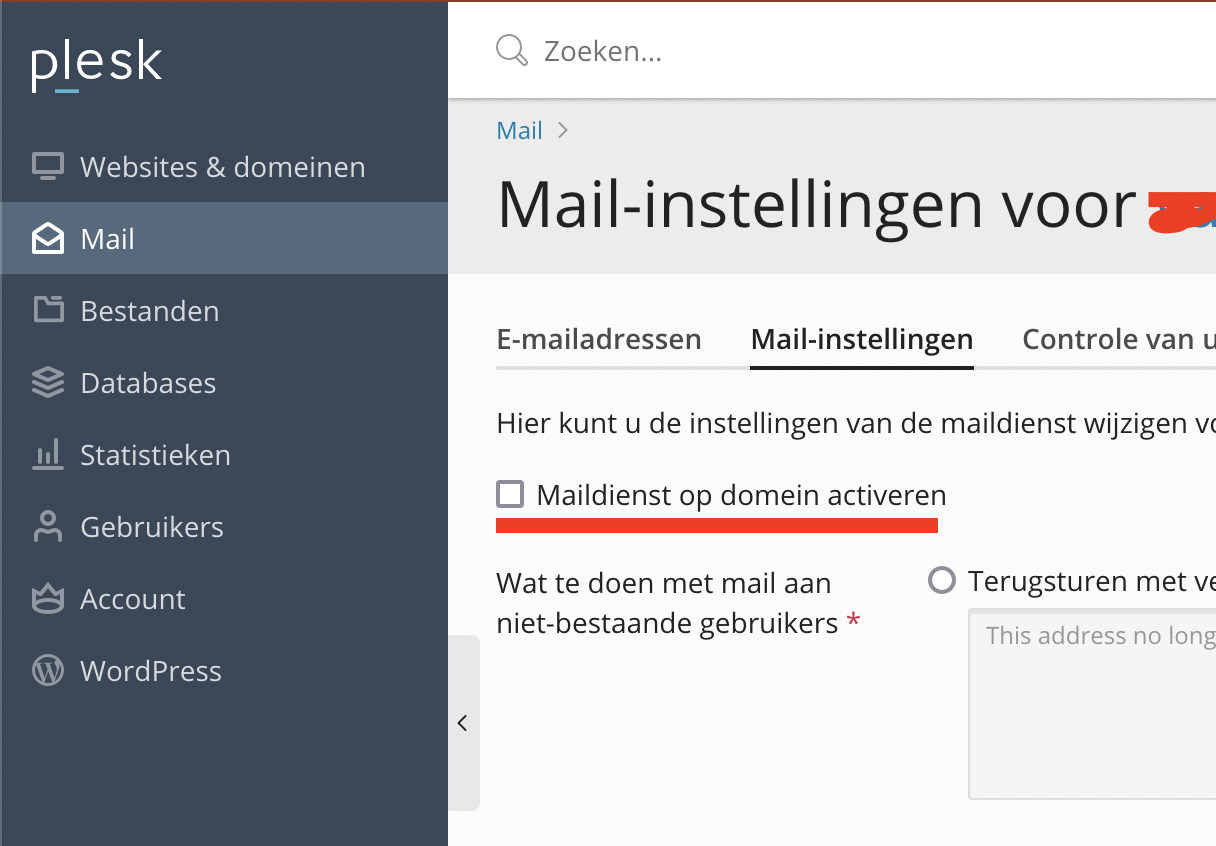 plesk
Websites & domeinen
Mail
Bestanden
Databases
Statistieken
Gebruikers
Account
WordPress
Zoeken...
Mail
Mail-instellingen voor
E-mailadressen
Mail-instellingen
Controle van u
Hier kunt u de instellingen van de maildienst wijzigen vo
Maildienst op domein activeren
Wat te doen met mail aan
niet-bestaande gebruikers *
Terugsturen met ve
This address no long